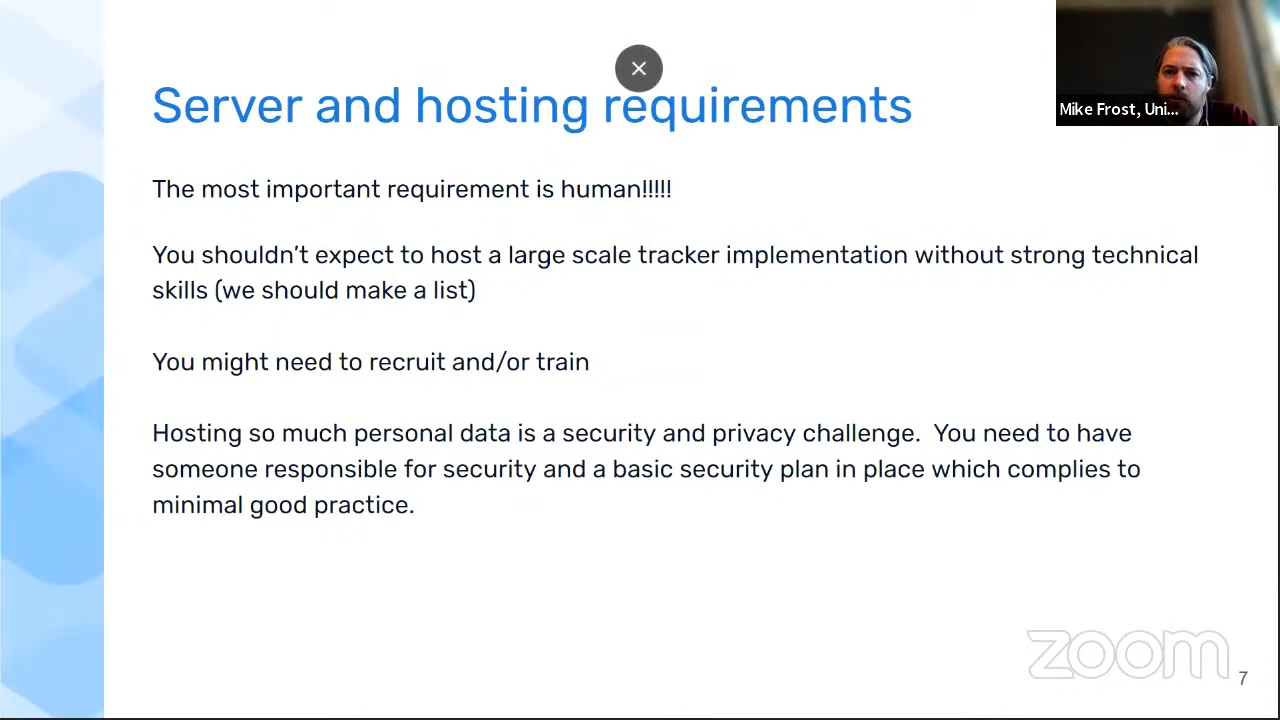 Server and hosting requirements
Mike Frost, Uni...
The most important requirement is human!!!!!
You shouldn’t expect to host a large scale tracker implementation without strong technical
skills (we should make a list)
You might need to recruit and/or train
Hosting so much personal data is a security and privacy challenge.  You need to have
someone responsible for security and a basic security plan in place which complies to
minimal good practice.
zoom
7